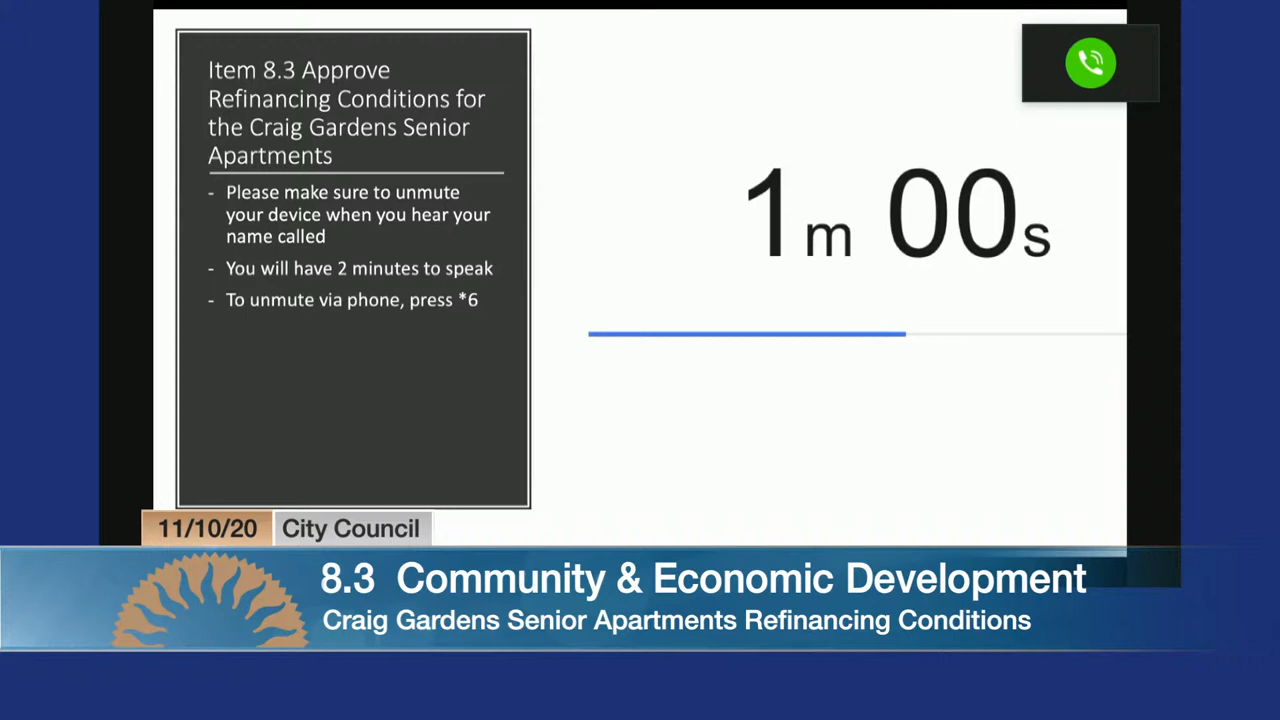 Item 8.3 Approve
Refinancing Conditions for
the Craig Gardens Senior
Apartments
- Please make sure to unmute
your device when you hear your
name called
- You will have 2 minutes to speak
- To unmute via phone, press *6
1m 00s
11/10/20 City Council
8.3 Community & Economic Development
Craig Gardens Senior Apartments Refinancing Conditions